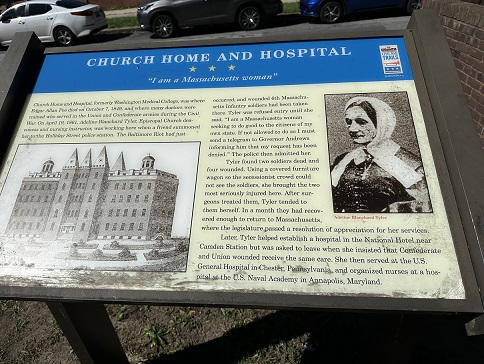 CHURCH HOME AND HOSPITAL
"I am a Massachusetts woman"
CIVIL WAR
TRAILS
Church Home and Hospital, formerly Washington Medical College, was where
Edgar Allan Poe died on October 7, 1849, and where many doctors were
trained who served in the Union and Confederate armies during the Civil
War. On April 19, 1861, Adeline Blanchard Tyler, Episcopal Church dea-
coness and nursing instructor, was working here when a friend summoned
her to the Holliday Street police station. The Baltimore Riot had just
occurred, and wounded 6th Massachu-
setts Infantry soldiers had been taken
there. Tyler was refused entry until she
said, "I am a Massachusetts woman
seeking to do good to the citizens of my
own state. If not allowed to do so I must
send a telegram to Governor Andrews
informing him that my request has been
denied." The police then admitted her.
Tyler found two soldiers dead and
four wounded. Using a covered furniture
wagon so the secessionist crowd could
not see the soldiers, she brought the two
most seriously injured here. After sur-
geons treated them, Tyler tended to
them herself. In a month they had recov-
ered enough to return to Massachusetts,
where the legislature passed a resolution of appreciation for her services.
Later, Tyler helped establish a hospital in the National Hotel near
Camden Station but was asked to leave when she insisted that Confederate
and Union wounded receive the same care. She then served at the U.S.
General Hospital in Chester, Pennsylvania, and organized nurses at a hos-
pital at the U.S. Naval Academy in Annapolis, Maryland.
Adeline Blanchard Tyler